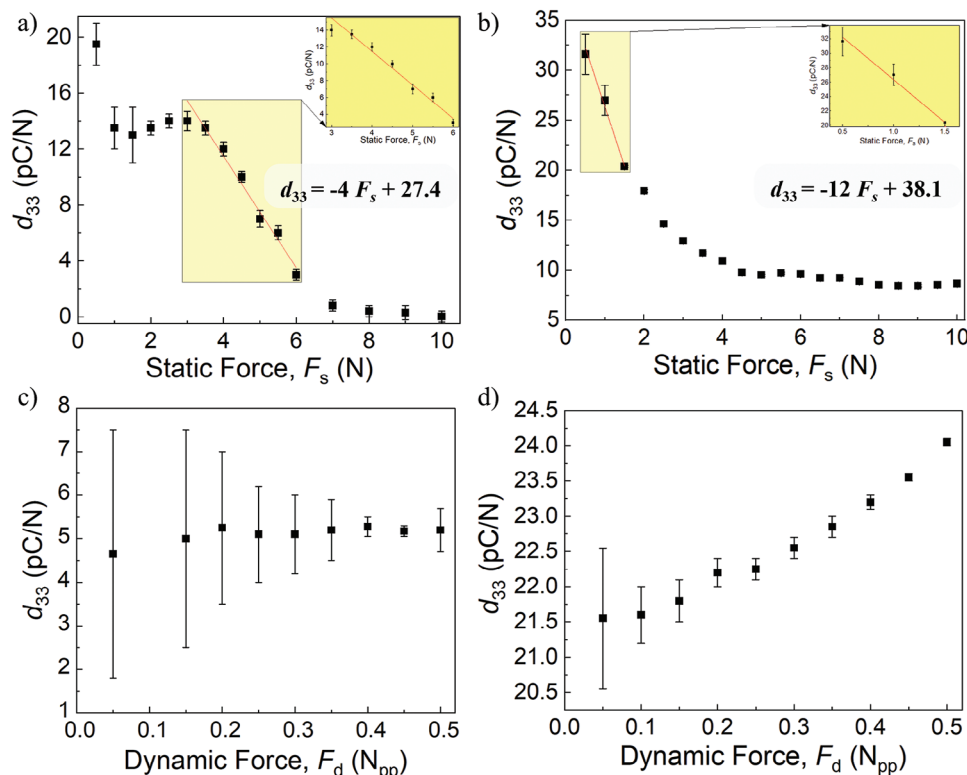 a)
20
16
12
8
4
0
d33 (pC/N)
0 2 4 6 8 10
Static Force, Fs (N)
d33 = -4 Fs + 27.4
14
12
10
8
6
4
d33 (pC/N)
3 4 5 6
Static Force, Fs (N)
b)
35
30
25
20
15
10
5
d33 (pC/N)
0 2 4 6 8 10
Static Force, Fs (N)
d33 = -12 Fs + 38.1
32
30
28
26
24
22
20
d33 (pC/N)
0.5 1.0 1.5
Static Force, Fs (N)
c)
8
7
6
5
4
3
2
1
d33 (pC/N)
0.0 0.1 0.2 0.3 0.4 0.5
Dynamic Force, Fd (Npp)
d)
24.5
24.0
23.5
23.0
22.5
22.0
21.5
21.0
20.5
d33 (pC/N)
0.0 0.1 0.2 0.3 0.4 0.5
Dynamic Force, Fd (Npp)